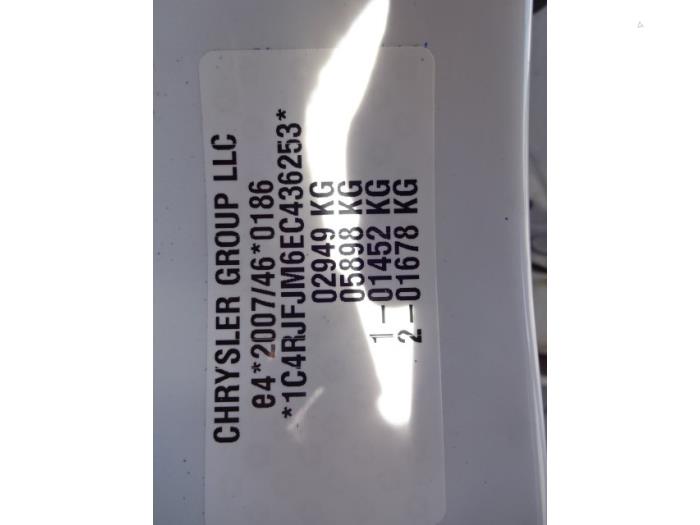 CHRYSLER GROUP LLC
e4*2007/46*0186
*1C4RJFJM6EC436253*
02949 KG
05898 KG
1-01452 KG
2-01678 KG